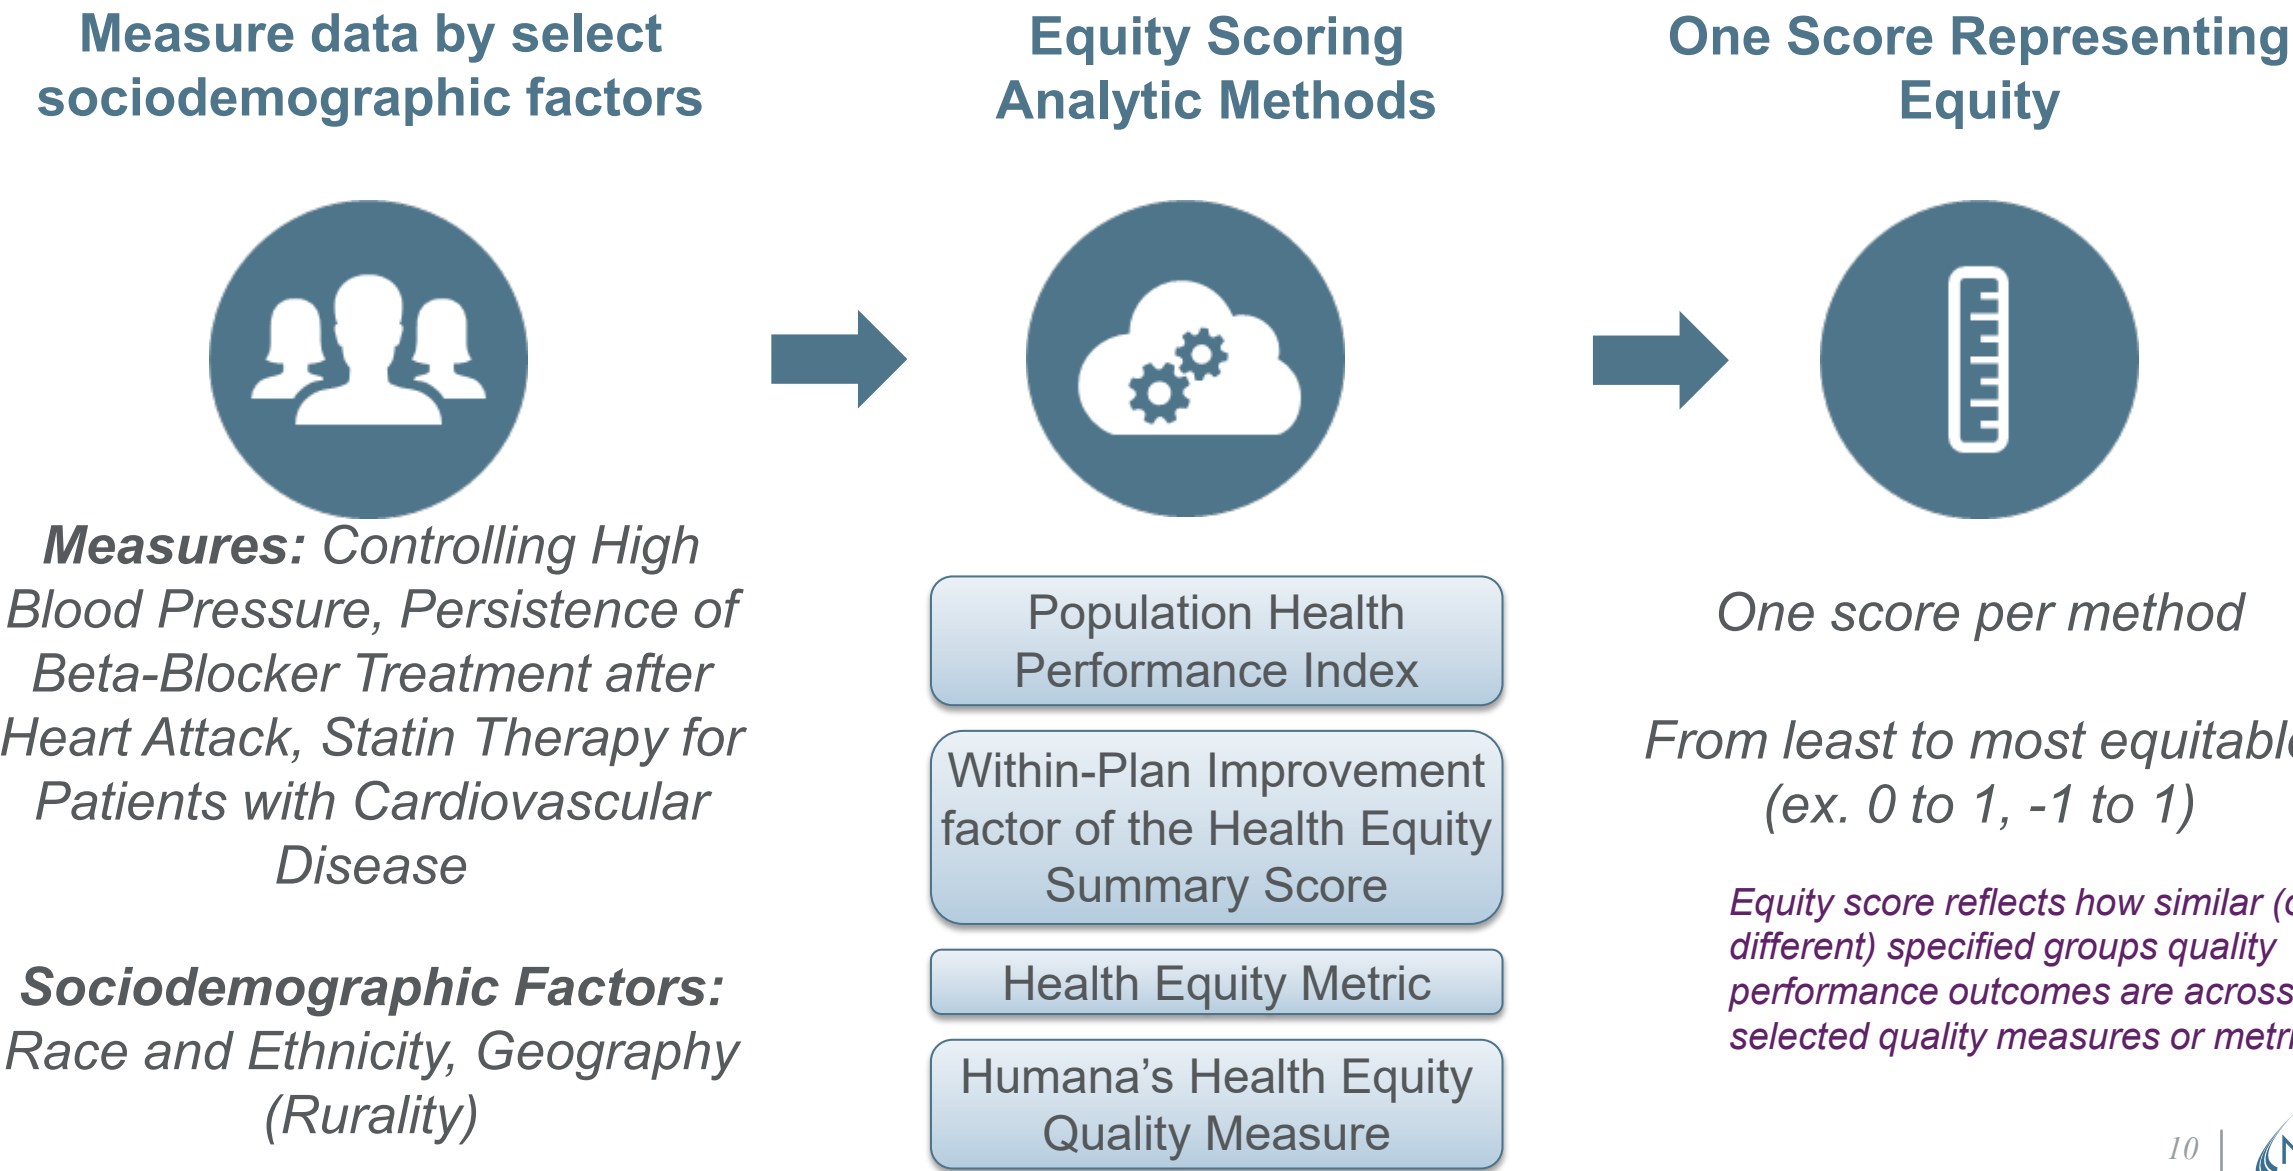 Measure data by select
sociodemographic factors
Measures: Controlling High
Blood Pressure, Persistence of
Beta-Blocker Treatment after
Heart Attack, Statin Therapy for
Patients with Cardiovascular
Disease
Sociodemographic Factors:
Race and Ethnicity, Geography
(Rurality)
Equity Scoring
Analytic Methods
Population Health
Performance Index
Within-Plan Improvement
factor of the Health Equity
Summary Score
Health Equity Metric
Humana’s Health Equity
Quality Measure
One Score Representing
Equity
One score per method
From least to most equitable
(ex. 0 to 1, -1 to 1)
Equity score reflects how similar
different) specified groups quality
performance outcomes are across
selected quality measures or
10